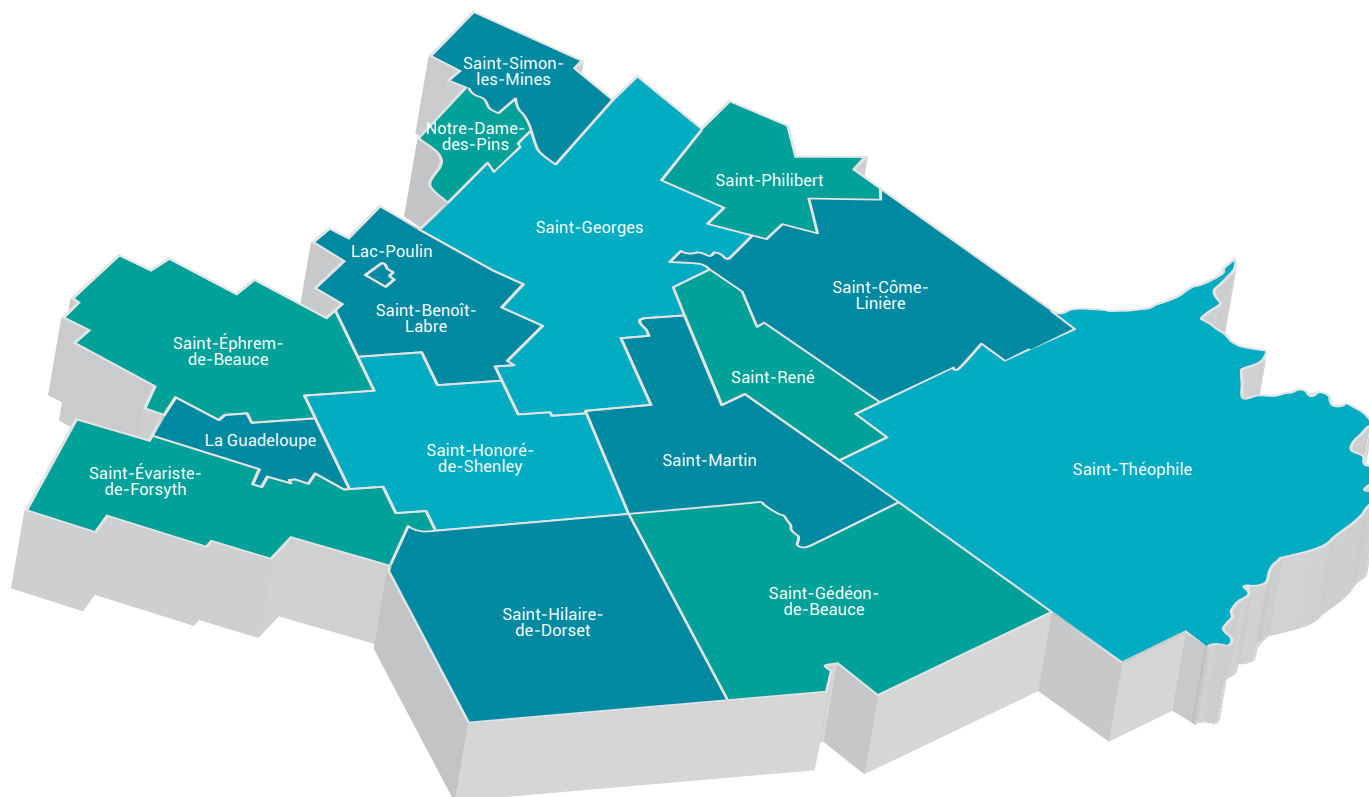 Saint-Simon-
les-Mines
Notre-Dame-
des-Pins
Saint-Philibert
Saint-Georges
Lac-Poulin
Saint-Côme-
Linière
Saint-Benoît-
Labre
Saint-Éphrem-
de-Beauce
Saint-René
La Guadeloupe
Saint-Honoré-
de-Shenley
Saint-Martin
Saint-Théophile
Saint-Évariste-
de-Forsyth
Saint-Gédéon-
de-Beauce
Saint-Hilaire-
de-Dorset